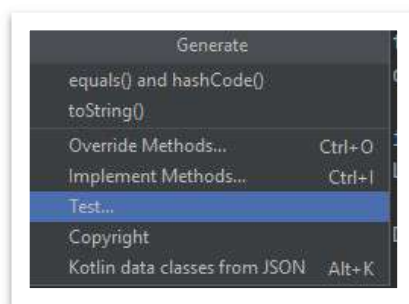 Generate
equals() and hashCode()
toString()
Override Methods... Ctrl+O
Implement Methods... Ctrl+I
Test...
Copyright
Kotlin data classes from JSON Alt+K